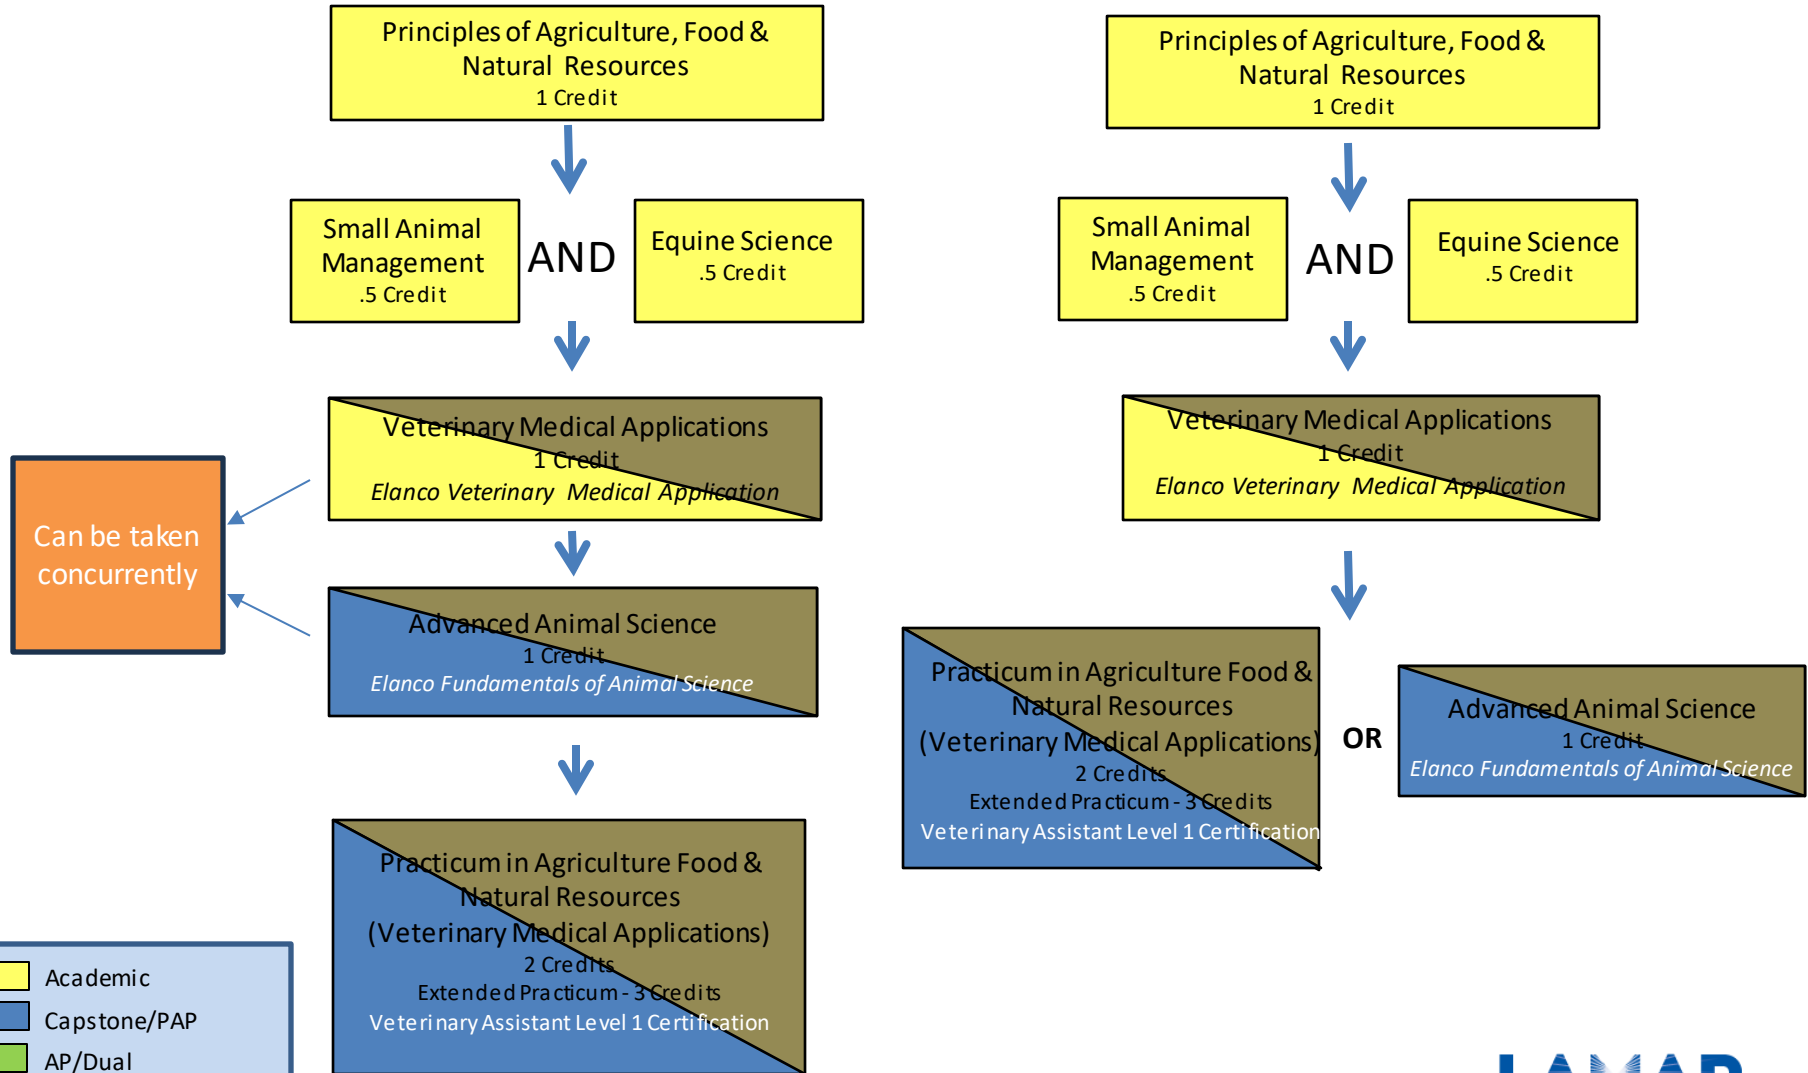 Principles of Agriculture, Food &
Natural Resources
1 Credit
Small Animal
Management
.5 Credit
AND
Equine Science
.5 Credit
Veterinary Medical Applications
1 Credit
Elanco Veterinary Medical Application
Can be taken
concurrently
Advanced Animal Science
1 Credit
Elanco Fundamentals of Animal Science
Practicum in Agriculture Food &
Natural Resources
(Veterinary Medical Applications)
2 Credits
Extended Practicum - 3 Credits
Veterinary Assistant Level 1 Certification
Academic
Capstone/PAP
AP/Dual
Principles of Agriculture, Food &
Natural Resources
1 Credit
Small Animal
Management
.5 Credit
AND
Equine Science
.5 Credit
Veterinary Medical Applications
1 Credit
Elanco Veterinary Medical Application
Practicum in Agriculture Food &
Natural Resources
(Veterinary Medical Applications)
2 Credits
Extended Practicum - 3 Credits
Veterinary Assistant Level 1 Certification
OR
Advanced Animal Science
1 Credit
Elanco Fundamentals of Animal Science
LAMAR